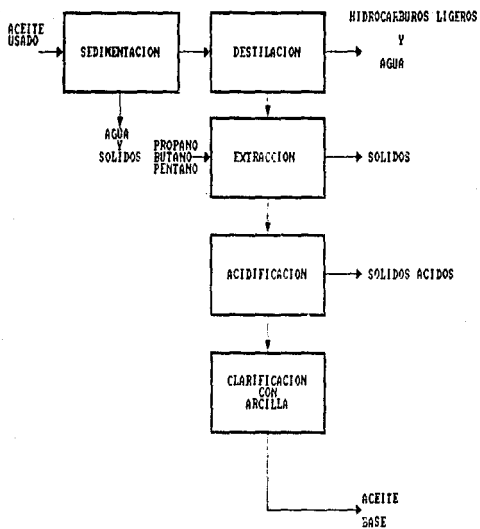 HIDROCARBUROS LIGEROS
Y
AGUA
ACEITE
USADO
SEDIMENTACION
DESTILACION
AGUA
Y
SOLIDOS
PROPANO
BUTANO
PENTANO
EXTRACCION
SOLIDOS
ACIDIFICACION
SOLIDOS ACIDOS
CLARIFICACION
CON
ARCILLA
ACEITE
BASE